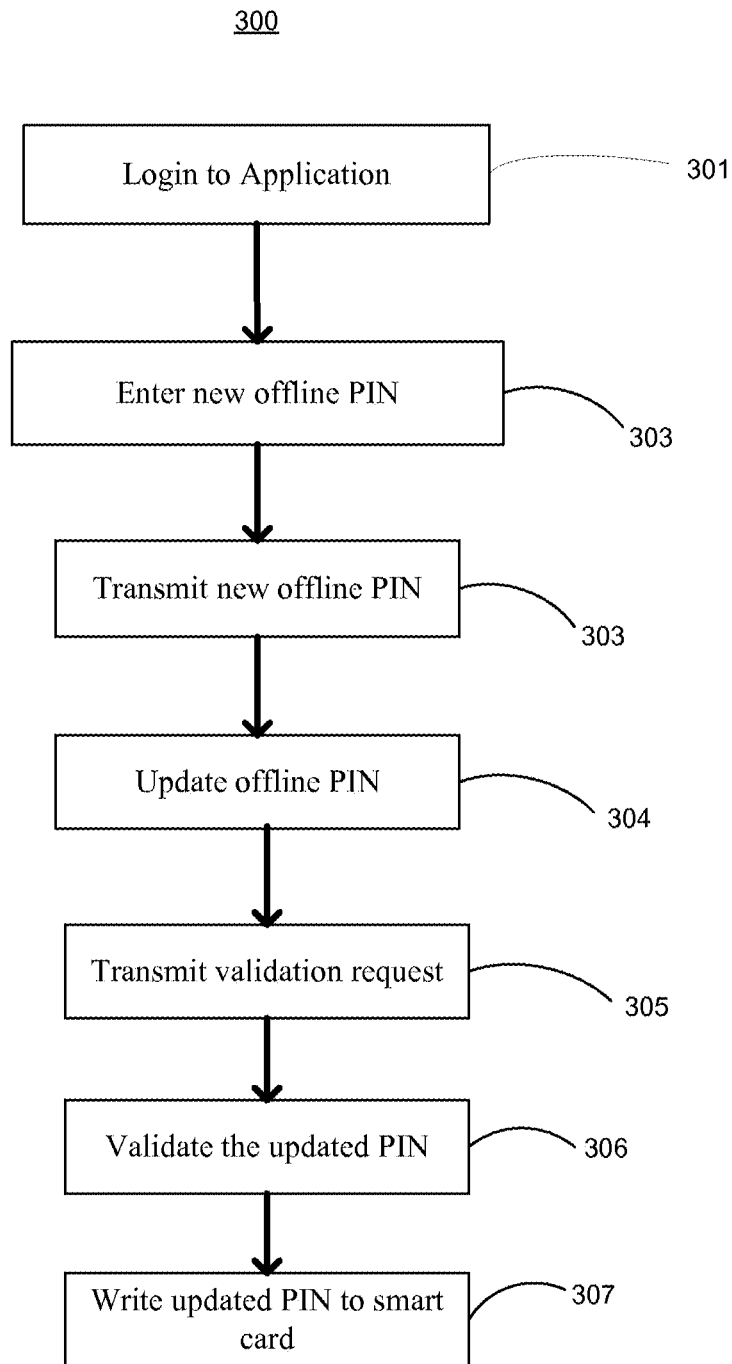 300
Login to Application
301
Enter new offline PIN
303
Transmit new offline PIN
303
Update offline PIN
304
Transmit validation request
305
Validate the updated PIN
306
Write updated PIN to smart
card
307